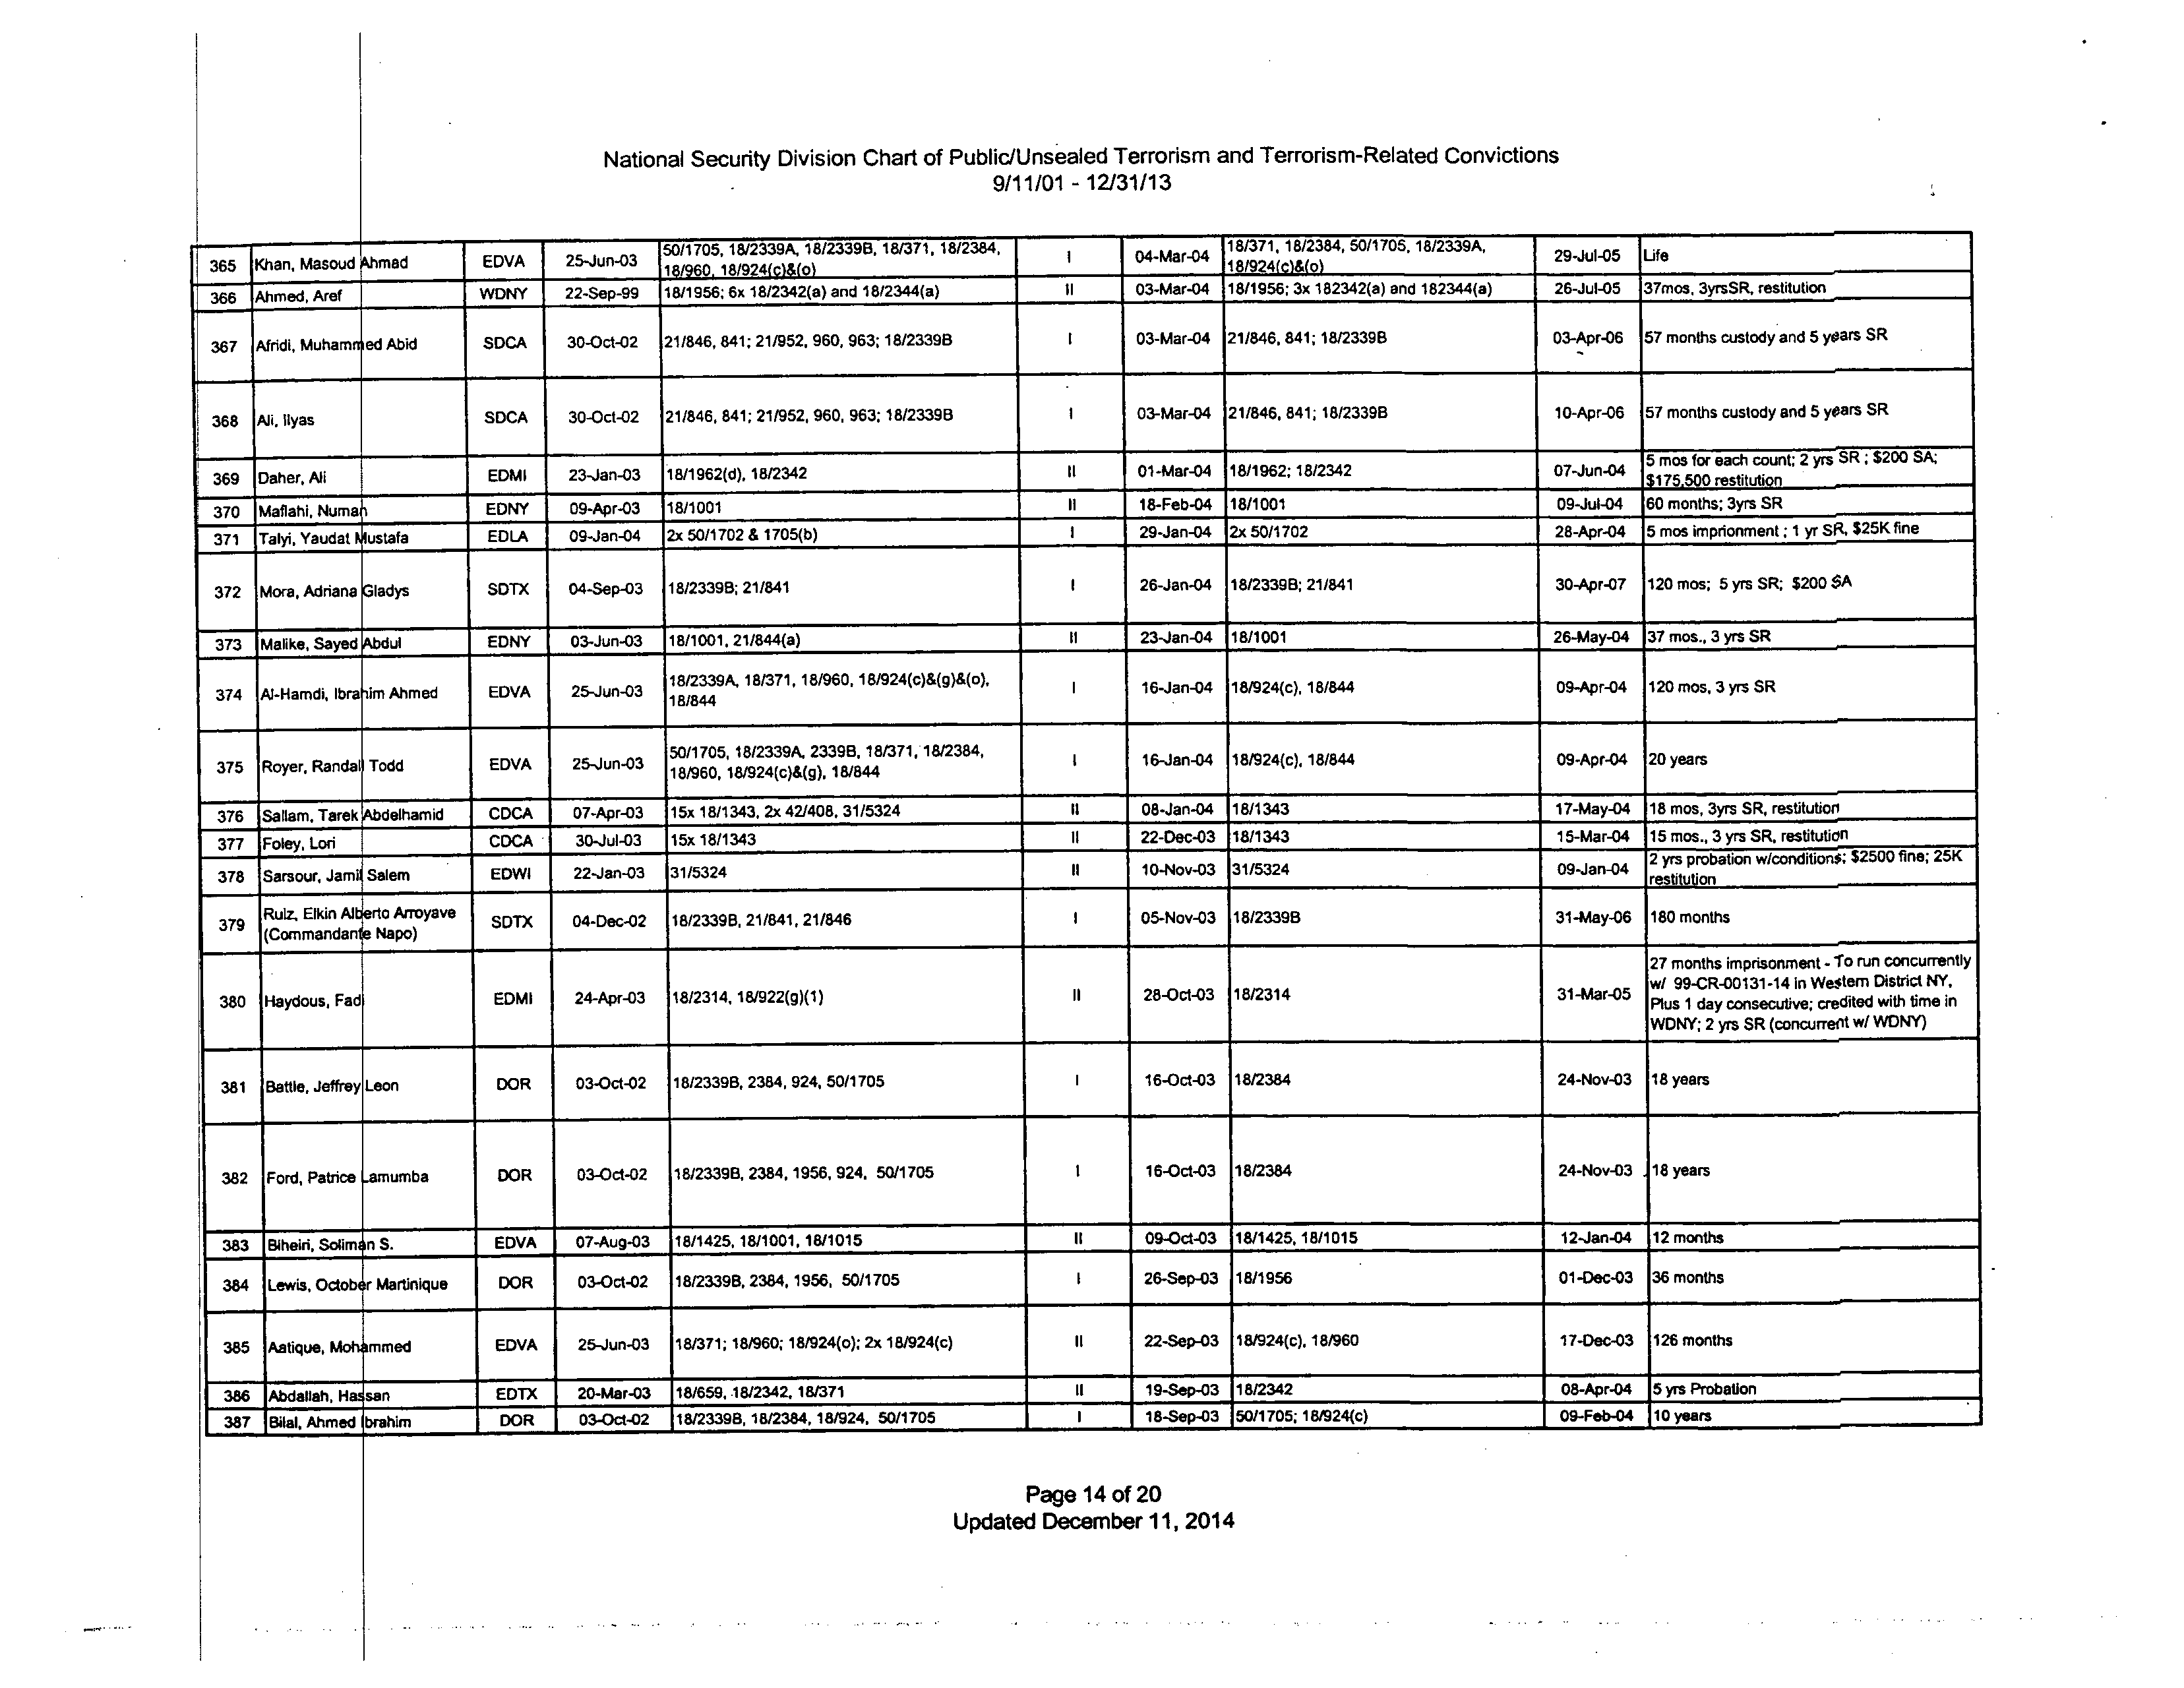 National Security Division Chart of Public/Unsealed Terrorism and Terrorism-Related Convictions
9/11/01 - 12/31/13
365 Khan, Masoud Ahmad EDVA 25-Jun-03 50/1705, 18/2339A, 18/2339B, 18/371, 18/2384, 18/960, 18/924(c)&(o) I 04-Mar-04 18/371, 18/2384, 50/1705, 18/2339A, 18/924(c)&(o) 29-Jul-05 Life
366 Ahmed, Aref WDNY 22-Sep-99 18/1956; 6x 18/2342(a) and 18/2344(a) II 03-Mar-04 18/1956; 3x 182342(a) and 182344(a) 26-Jul-05 37mos, 3yrsSR, restitution
367 Afridi, Muhammed Abid SDCA 30-Oct-02 21/846, 841; 21/952, 960, 963; 18/2339B I 03-Mar-04 21/846, 841; 18/2339B 03-Apr-06 57 months custody and 5 years SR
368 Ali, Ilyas SDCA 30-Oct-02 21/846, 841; 21/952, 960, 963; 18/2339B I 03-Mar-04 21/846, 841; 18/2339B 10-Apr-06 57 months custody and 5 years SR
369 Daher, Ali EDMI 23-Jan-03 18/1962(d), 18/2342 II 01-Mar-04 18/1962; 18/2342 07-Jun-04 5 mos for each count; 2 yrs SR ; $200 SA; $175,500 restitution
370 Maflahi, Numan EDNY 09-Apr-03 18/1001 II 18-Feb-04 18/1001 09-Jul-04 60 months; 3yrs SR
371 Talyi, Yaudat Mustafa EDLA 09-Jan-04 2x 50/1702 & 1705(b) I 29-Jan-04 2x 50/1702 28-Apr-04 5 mos imprionment ; 1 yr SR, $25K fine
372 Mora, Adriana Gladys SDTX 04-Sep-03 18/2339B; 21/841 I 26-Jan-04 18/2339B; 21/841 30-Apr-07 120 mos; 5 yrs SR; $200 SA
373 Malike, Sayed Abdul EDNY 03-Jun-03 18/1001, 21/844(a) II 23-Jan-04 18/1001 26-May-04 37 mos., 3 yrs SR
374 Al-Hamdi, Ibrahim Ahmed EDVA 25-Jun-03 18/2339A, 18/371, 18/960, 18/924(c)&(g)&(o), 18/844 I 16-Jan-04 18/924(c), 18/844 09-Apr-04 120 mos, 3 yrs SR
375 Royer, Randall Todd EDVA 25-Jun-03 50/1705, 18/2339A, 2339B, 18/371, 18/2384, 18/960, 18/924(c)&(g), 18/844 I 16-Jan-04 18/924(c), 18/844 09-Apr-04 20 years
376 Sallam, Tarek Abdelhamid CDCA 07-Apr-03 15x 18/1343, 2x 42/408, 31/5324 II 08-Jan-04 18/1343 17-May-04 18 mos, 3yrs SR, restitution
377 Foley, Lori CDCA 30-Jul-03 15x 18/1343 II 22-Dec-03 18/1343 15-Mar-04 15 mos., 3 yrs SR, restitution
378 Sarsour, Jamil Salem EDWI 22-Jan-03 31/5324 II 10-Nov-03 31/5324 09-Jan-04 2 yrs probation w/conditions; $2500 fine; 25K restitution
379 Ruiz, Elkin Alberto Arroyave (Commandante Napo) SDTX 04-Dec-02 18/2339B, 21/841, 21/846 I 05-Nov-03 18/2339B 31-May-06 180 months
380 Haydous, Fadi EDMI 24-Apr-03 18/2314, 18/922(g)(1) II 28-Oct-03 18/2314 31-Mar-05 27 months imprisonment - To run concurrently w/ 99-CR-00131-14 in Western District NY, Plus 1 day consecutive; credited with time in WDNY; 2 yrs SR (concurrent w/ WDNY)
381 Battle, Jeffrey Leon DOR 03-Oct-02 18/2339B, 2384, 924, 50/1705 I 16-Oct-03 18/2384 24-Nov-03 18 years
382 Ford, Patrice Lamumba DOR 03-Oct-02 18/2339B, 2384, 1956, 924, 50/1705 I 16-Oct-03 18/2384 24-Nov-03 18 years
383 Biheiri, Soliman S. EDVA 07-Aug-03 18/1425, 18/1001, 18/1015 II 09-Oct-03 18/1425, 18/1015 12-Jan-04 12 months
384 Lewis, October Martinique DOR 03-Oct-02 18/2339B, 2384, 1956, 50/1705 I 26-Sep-03 18/1956 01-Dec-03 36 months
385 Aatique, Mohammed EDVA 25-Jun-03 18/371; 18/960; 18/924(o); 2x 18/924(c) II 22-Sep-03 18/924(c), 18/960 17-Dec-03 126 months
386 Abdallah, Hassan EDTX 20-Mar-03 18/659, 18/2342, 18/371 II 19-Sep-03 18/2342 08-Apr-04 5 yrs Probation
387 Bilal, Ahmed Ibrahim DOR 03-Oct-02 18/2339B, 18/2384, 18/924, 50/1705 I 18-Sep-03 50/1705; 18/924(c) 09-Feb-04 10 years
Page 14 of 20
Updated December 11, 2014